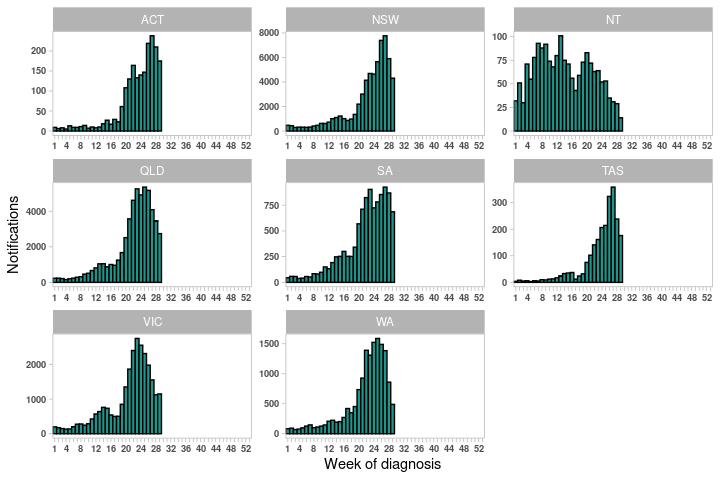 ACT NSW NT
200 150 100 50 0
8000 6000 4000 2000 0
100 75 50 25 0
1 4 8 12 16 20 24 28 32 36 40 44 48 52 1 4 8 12 16 20 24 28 32 36 40 44 48 52 1 4 8 12 16 20 24 28 32 36 40 44 48 52
QLD SA TAS
4000 2000 0
750 500 250 0
300 200 100 0
1 4 8 12 16 20 24 28 32 36 40 44 48 52 1 4 8 12 16 20 24 28 32 36 40 44 48 52 1 4 8 12 16 20 24 28 32 36 40 44 48 52
Notifications
VIC WA
2000 1000 0
1500 1000 500 0
1 4 8 12 16 20 24 28 32 36 40 44 48 52 1 4 8 12 16 20 24 28 32 36 40 44 48 52
Week of diagnosis